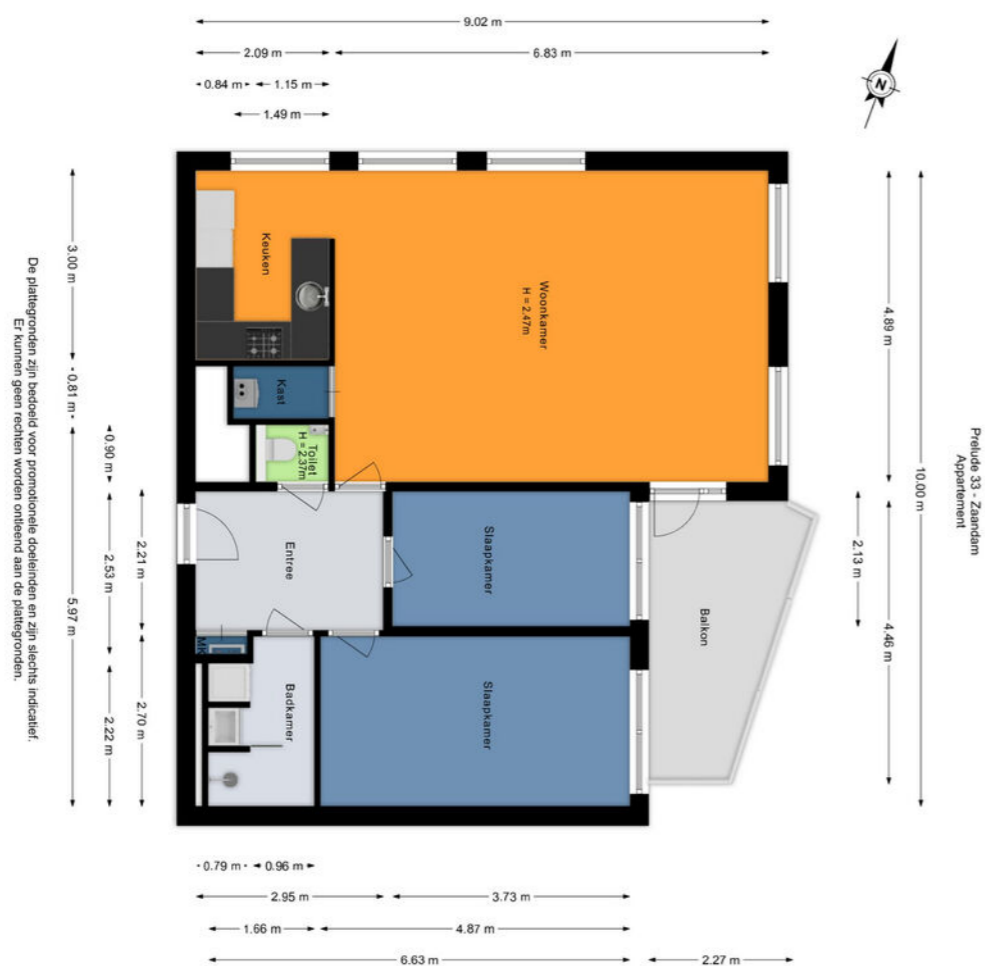 9.02 m
2.09 m
6.83 m
0.84 m
1.15 m
1.49 m
N
Keuken
Woonkamer
H = 2.47m
Kast
Toilet
H = 2.37m
Entree
Slaapkamer
Balkon
MK
Badkamer
Slaapkamer
3.00 m
0.81 m
5.97 m
0.90 m
2.53 m
2.22 m
2.21 m
2.70 m
4.89 m
10.00 m
2.13 m
4.46 m
0.79 m
0.96 m
2.95 m
3.73 m
1.66 m
4.87 m
6.63 m
2.27 m
Prelude 33 - Zaandam
Appartement
De plattegronden zijn bedoeld voor promotionele doeleinden en zijn slechts indicatief.
Er kunnen geen rechten worden ontleend aan de plattegronden.